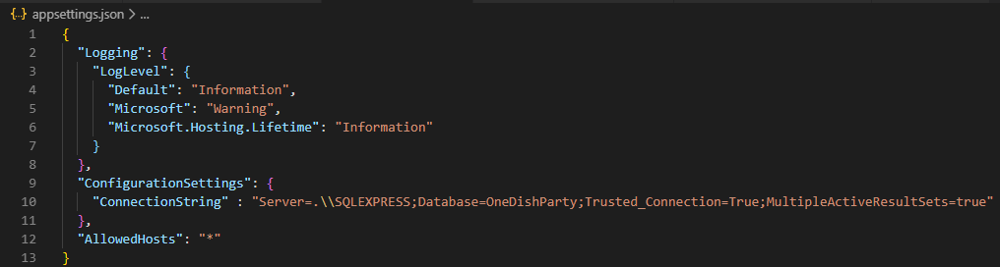 {..} appsettings.json > ...
1 {
2 "Logging": {
3 "LogLevel": {
4 "Default": "Information",
5 "Microsoft": "Warning",
6 "Microsoft.Hosting.Lifetime": "Information"
7 }
8 },
9 "ConfigurationSettings": {
10 "ConnectionString" : "Server=.\\SQLEXPRESS;Database=OneDishParty;Trusted_Connection=True;MultipleActiveResultSets=true"
11 },
12 "AllowedHosts": "*"
13 }